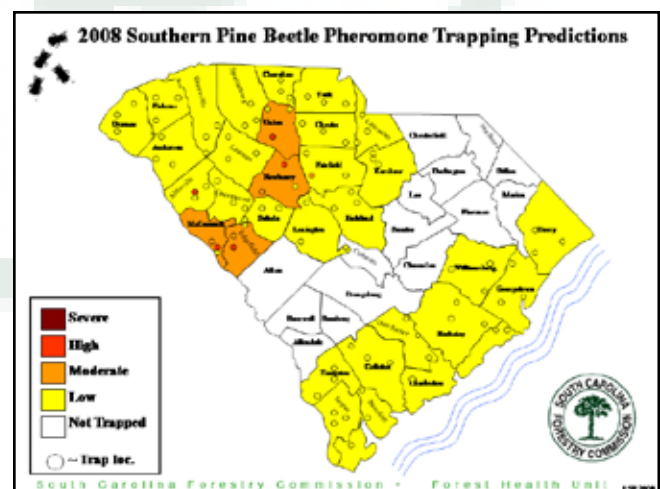 2008 Southern Pine Beetle Pheromone Trapping Predictions
Cherokee
York
Pickens
Oconee
Union
Chester
Anderson
Chesterfield
Newberry
Fairfield
Kershaw
Darlington
Dillon
Lee
Marion
Florence
McCormick
Saluda
Lexington
Richland
Sumter
Horry
Aiken
Clarendon
Williamsburg
Georgetown
Orangeburg
Barnwell
Bamberg
Berkeley
Allendale
Hampton
Colleton
Charleston
Severe
High
Moderate
Low
Not Trapped
~ Trap loc.
SOUTH CAROLINA
FORESTRY COMMISSION
South Carolina Forestry Commission - Forest Health Unit